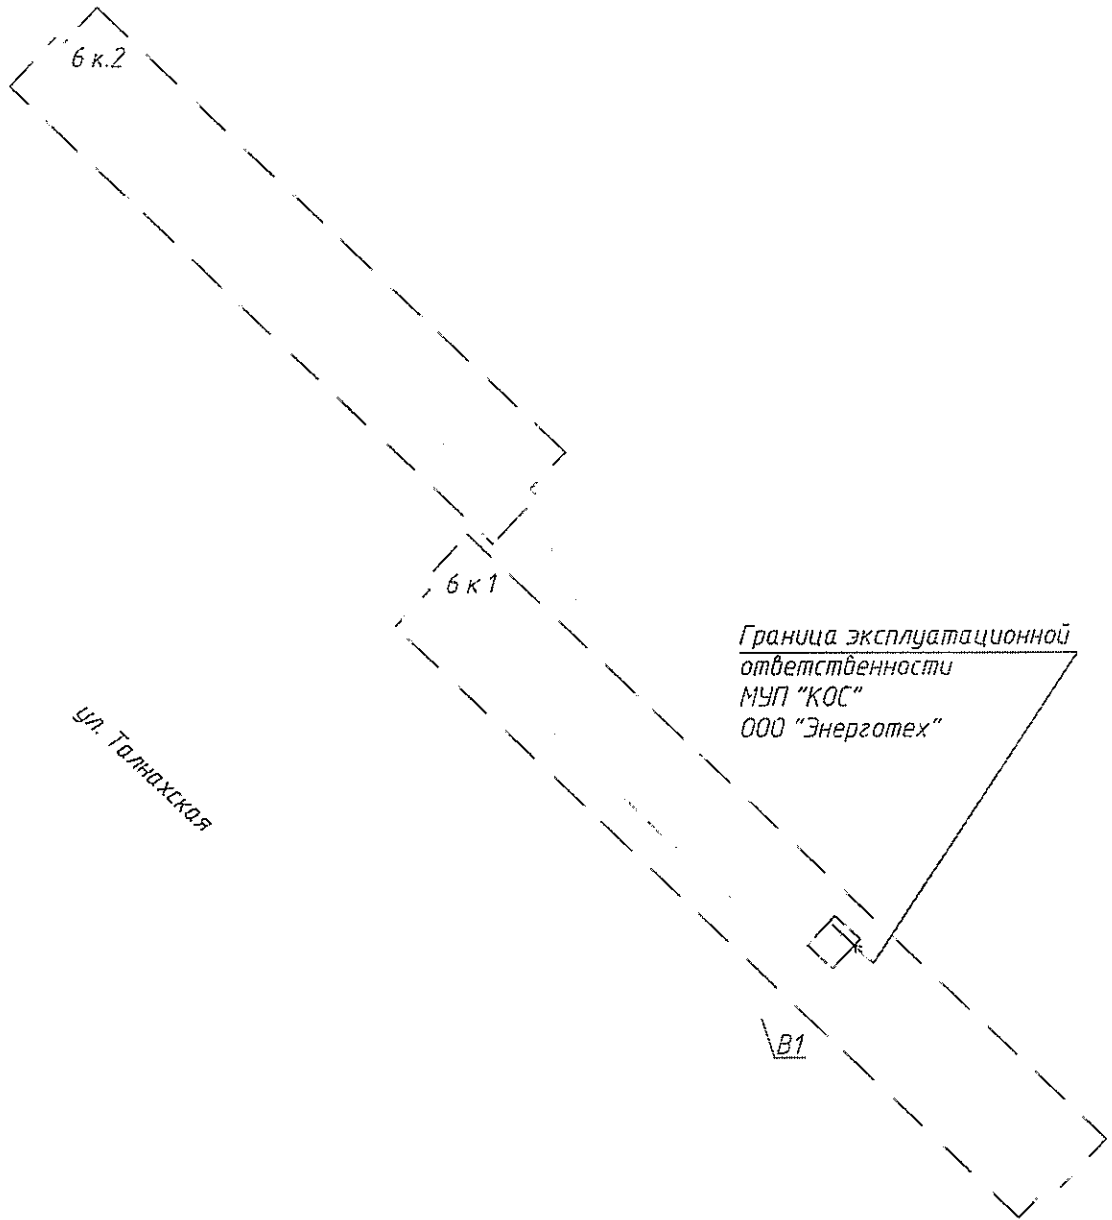 6 к.2
6 к 1
Граница эксплуатационной
ответственности
МУП "КОС"
ООО "Энерготех"
ул. Талнахская
В1